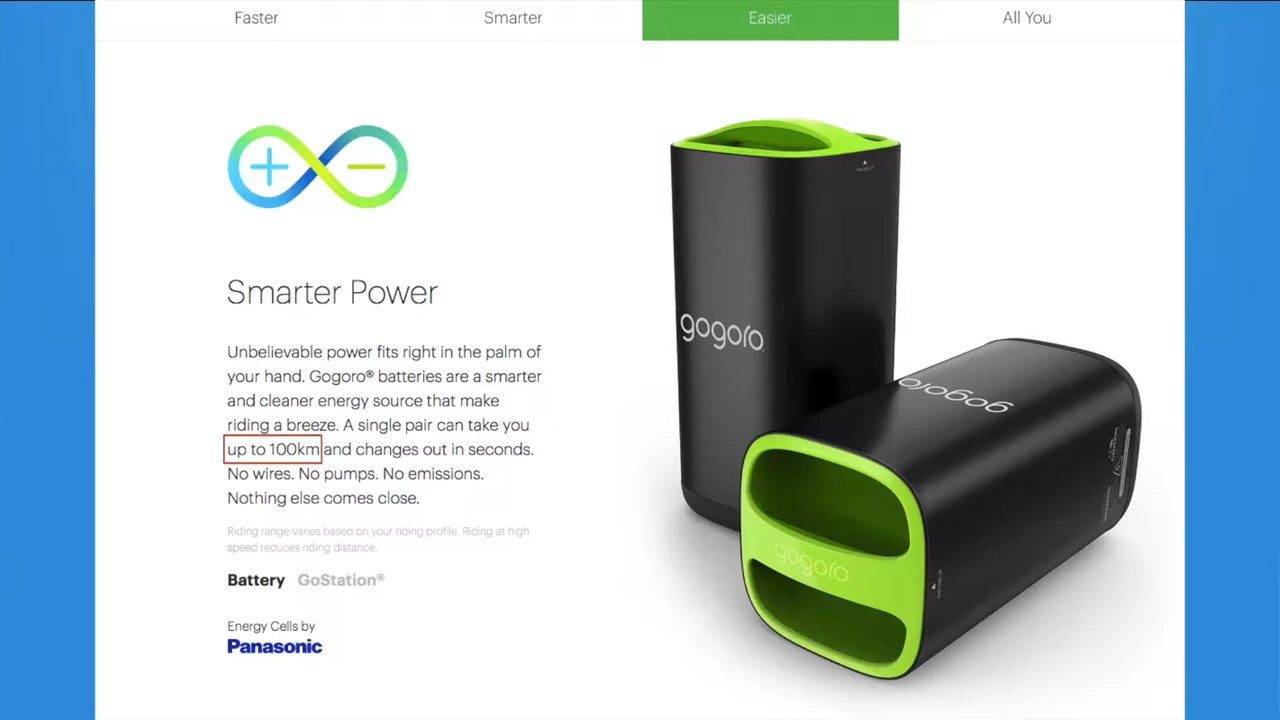 Faster
Smarter
Easier
All You
Smarter Power
Unbelievable power fits right in the palm of
your hand. Gogoro® batteries are a smarter
and cleaner energy source that make
riding a breeze. A single pair can take you
up to 100km and changes out in seconds.
No wires. No pumps. No emissions.
Nothing else comes close.
Riding range varies based on your riding profile. Riding at high
speed reduces riding distance.
Battery GoStation®
Energy Cells by
Panasonic
gogoro
gogoro
gogoro